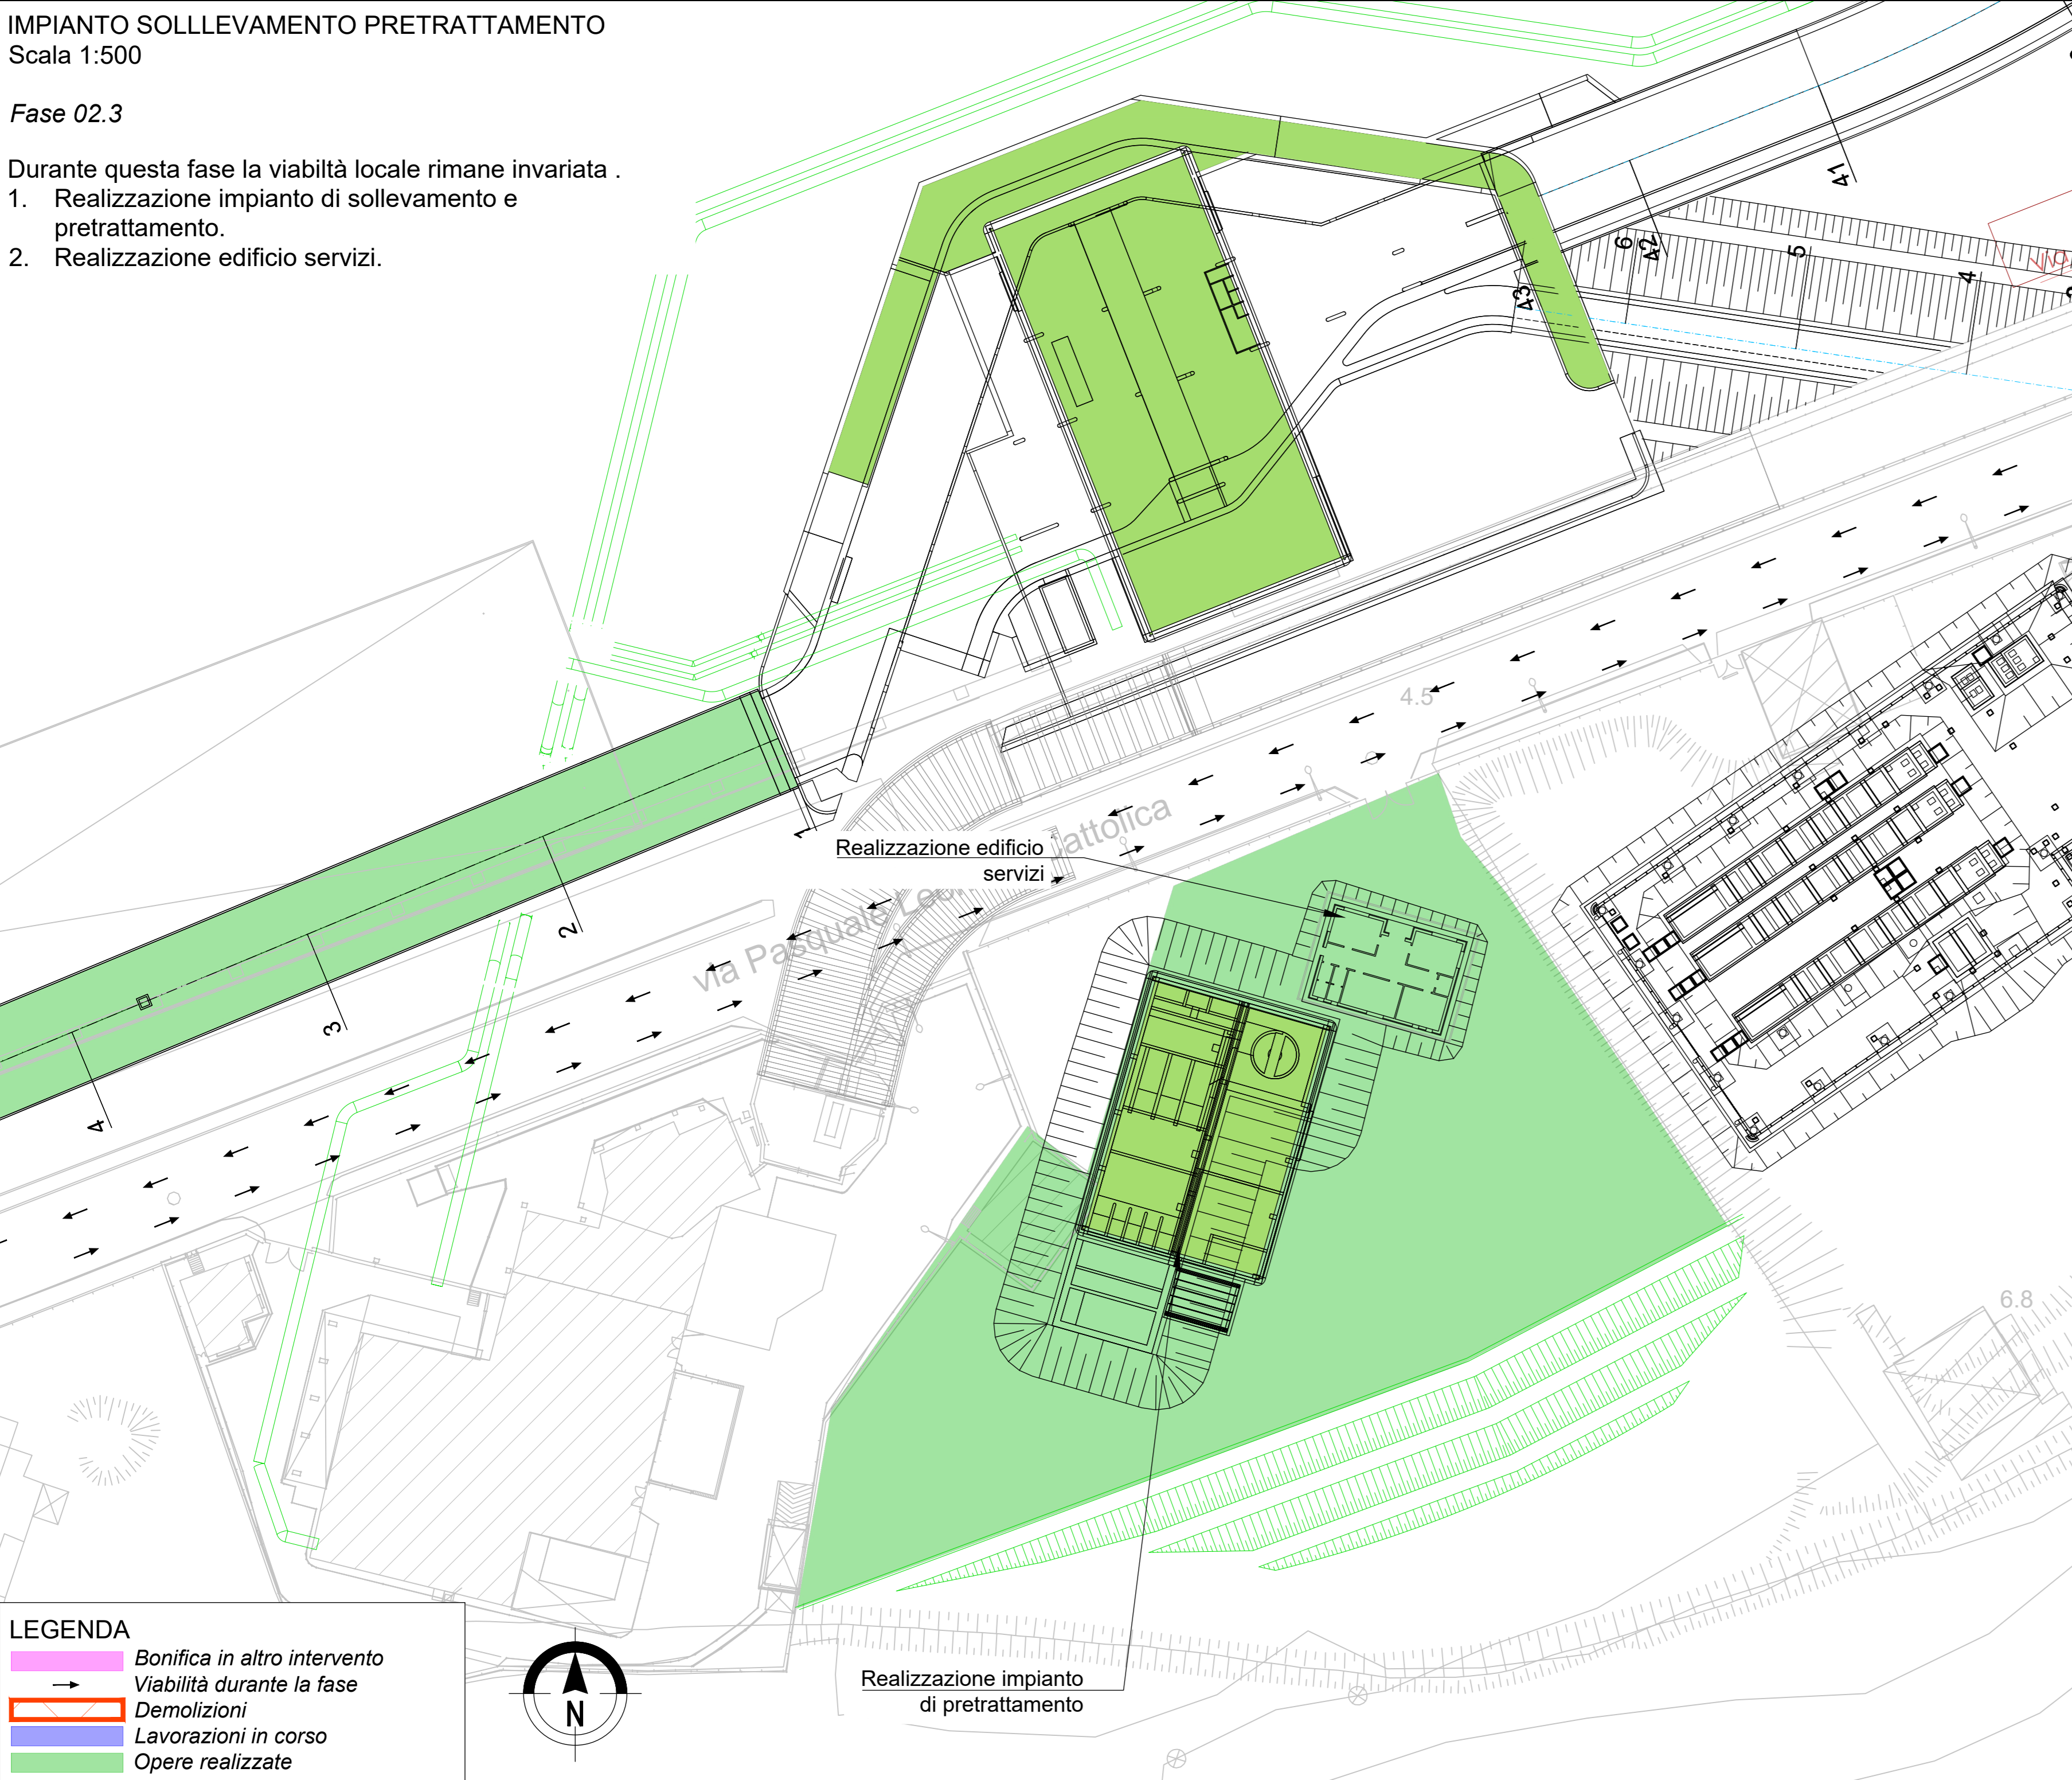 IMPIANTO SOLLLEVAMENTO PRETRATTAMENTO
Scala 1:500
Fase 02.3
Durante questa fase la viabiltà locale rimane invariata .
1. Realizzazione impianto di sollevamento e
pretrattamento.
2. Realizzazione edificio servizi.
41
6
42
5
4
43
4.5
1
Realizzazione edificio
servizi
via Pasquale
2
3
4
6.8
Realizzazione impianto
di pretrattamento
LEGENDA
Bonifica in altro intervento
Viabilità durante la fase
Demolizioni
Lavorazioni in corso
Opere realizzate
N